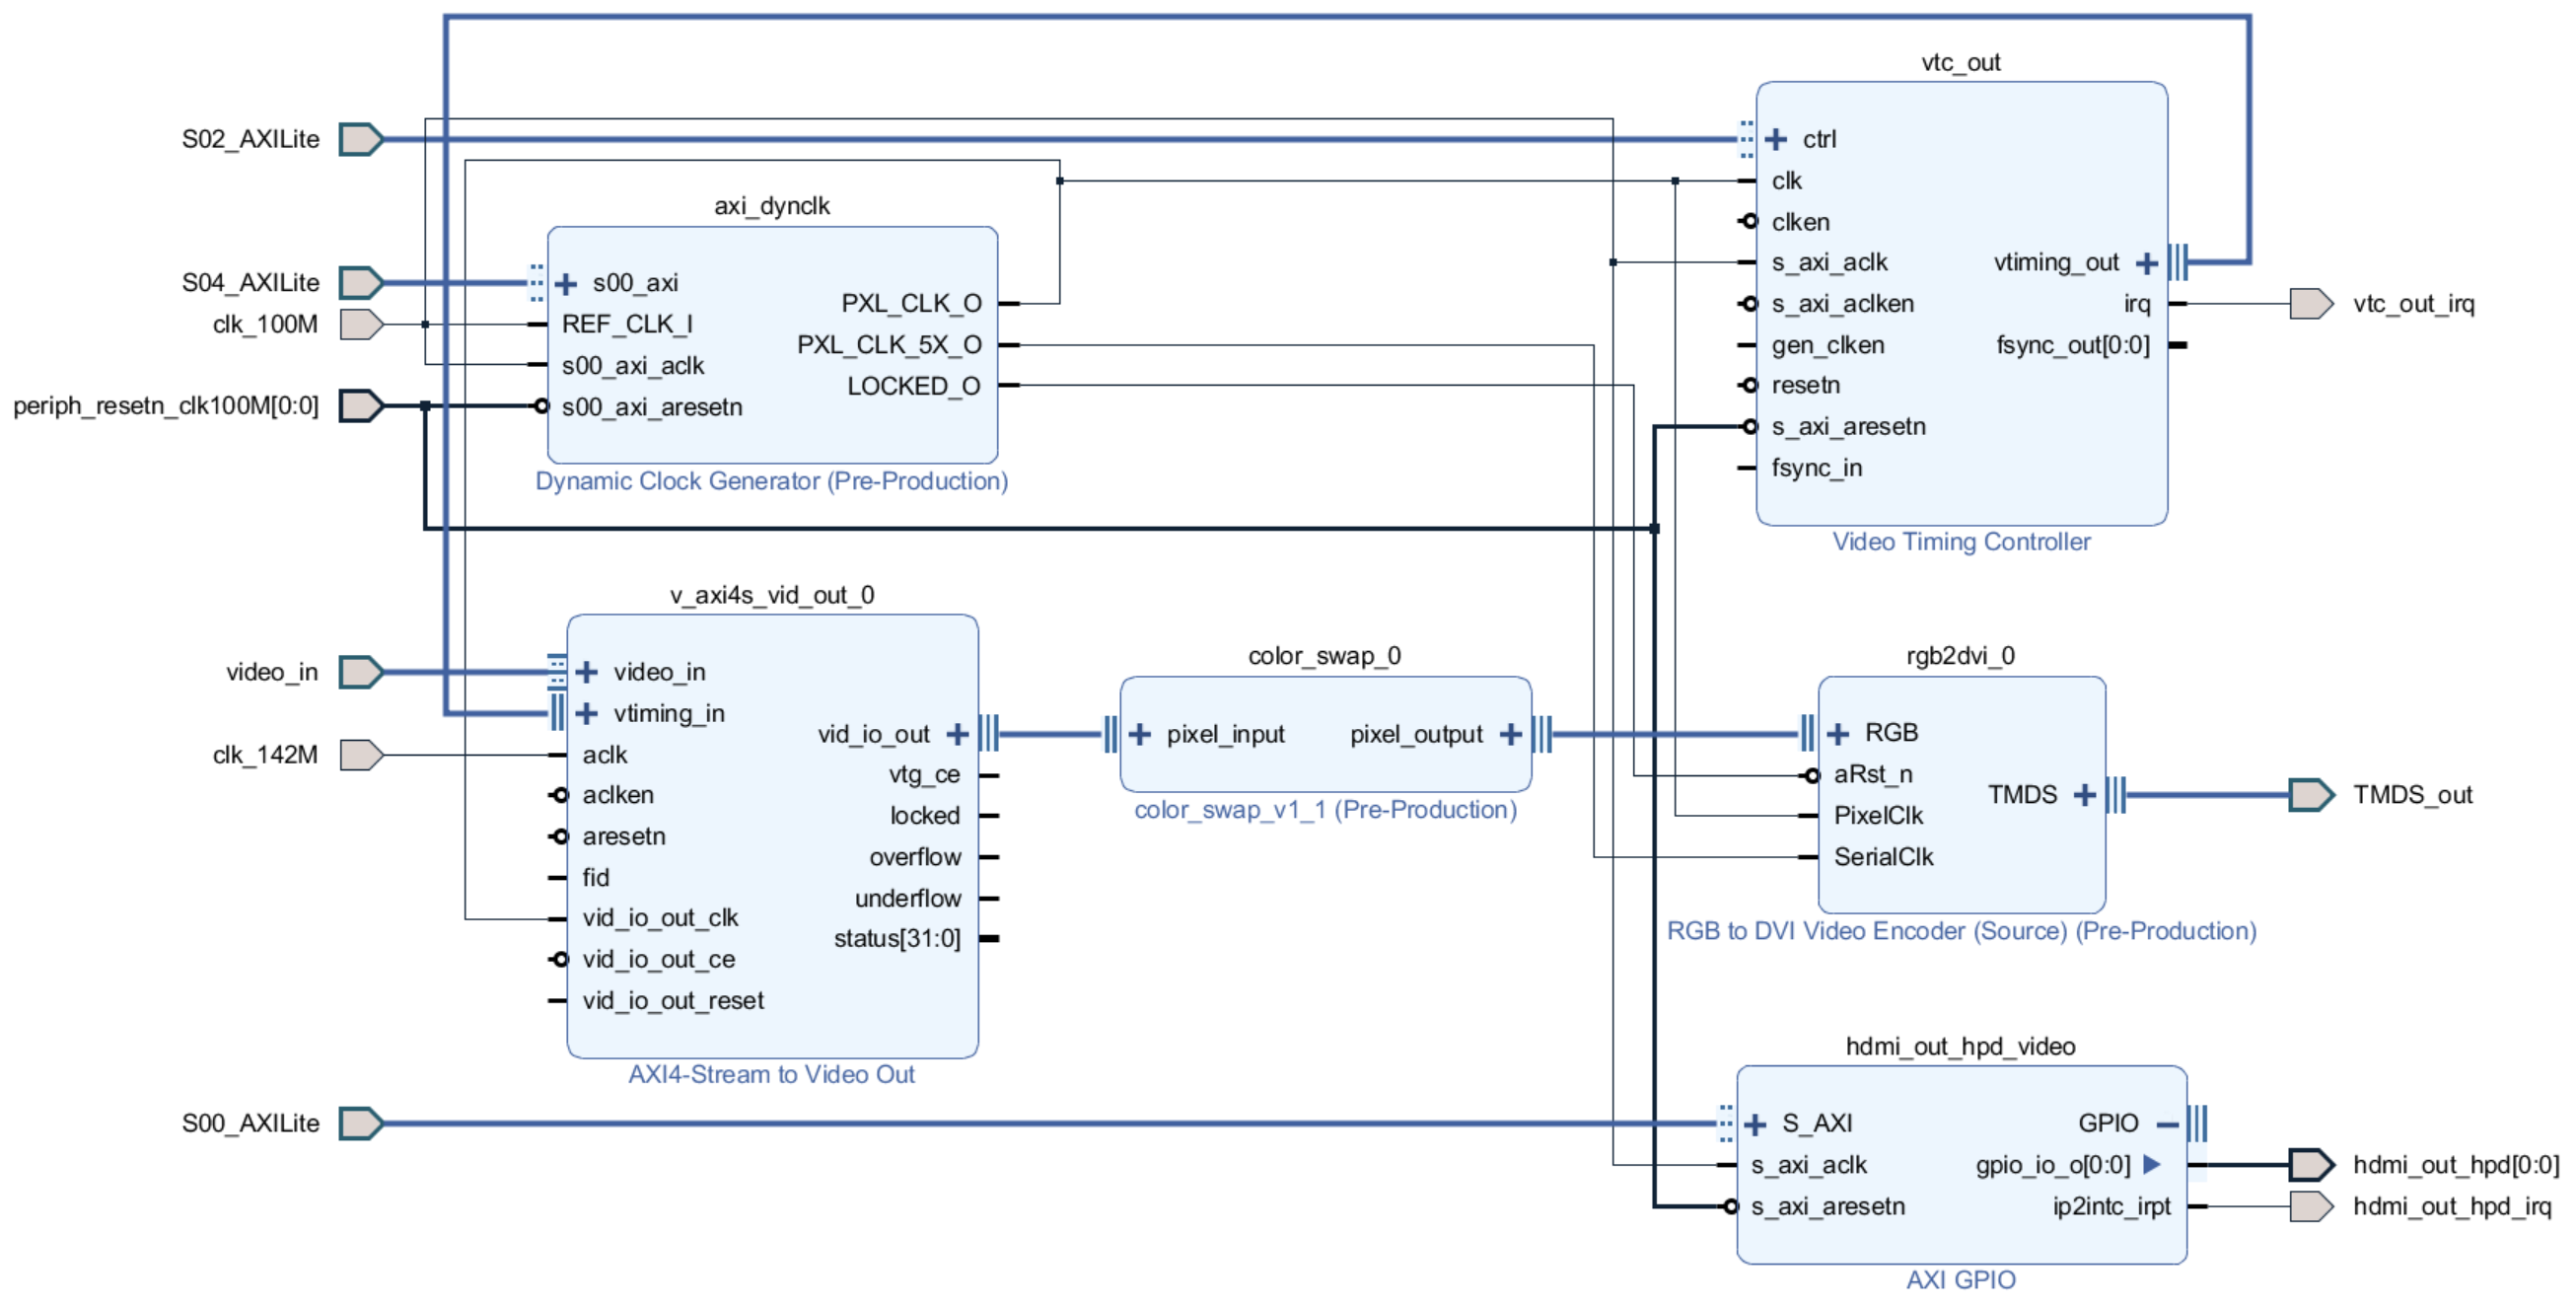 vtc_out
S02_AXILite
ctrl
clk
clken
s_axi_aclk
s_axi_aclken
gen_clken
resetn
s_axi_aresetn
fsync_in
vtiming_out
irq
fsync_out[0:0]
vtc_out_irq
Video Timing Controller
axi_dynclk
S04_AXILite
clk_100M
periph_resetn_clk100M[0:0]
s00_axi
REF_CLK_I
s00_axi_aclk
s00_axi_aresetn
PXL_CLK_O
PXL_CLK_5X_O
LOCKED_O
Dynamic Clock Generator (Pre-Production)
v_axi4s_vid_out_0
video_in
clk_142M
video_in
vtiming_in
aclk
aclken
aresetn
fid
vid_io_out_clk
vid_io_out_ce
vid_io_out_reset
vid_io_out
vtg_ce
locked
overflow
underflow
status[31:0]
AXI4-Stream to Video Out
color_swap_0
pixel_input
pixel_output
color_swap_v1_1 (Pre-Production)
rgb2dvi_0
RGB
aRst_n
PixelClk
SerialClk
TMDS
TMDS_out
RGB to DVI Video Encoder (Source) (Pre-Production)
hdmi_out_hpd_video
S00_AXILite
S_AXI
s_axi_aclk
s_axi_aresetn
GPIO
gpio_io_o[0:0]
ip2intc_irpt
hdmi_out_hpd[0:0]
hdmi_out_hpd_irq
AXI GPIO